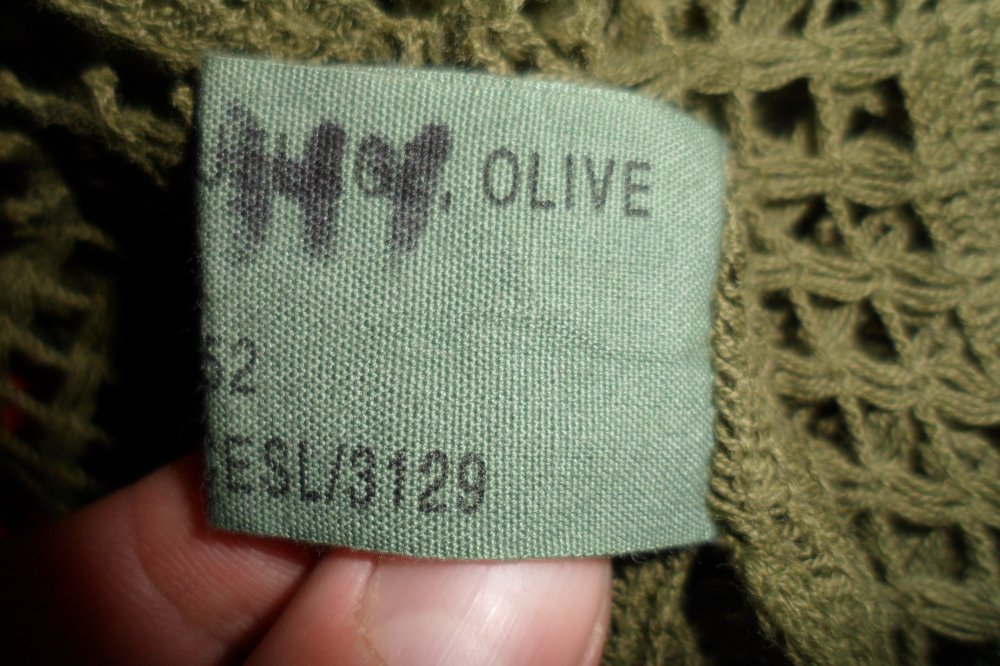 , OLIVE
52
ESL/3129